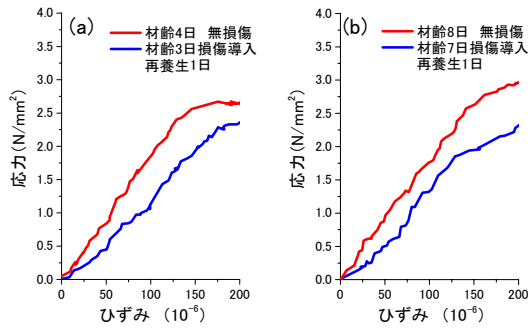 (a)
材齢4日 無損傷
材齢3日損傷導入
再養生1日
応力(N/mm²)
4.0
3.5
3.0
2.5
2.0
1.5
1.0
0.5
0.0
0 50 100 150 200
ひずみ (10⁻⁶)
(b)
材齢8日 無損傷
材齢7日損傷導入
再養生1日
応力(N/mm²)
4.0
3.5
3.0
2.5
2.0
1.5
1.0
0.5
0.0
0 50 100 150 200
ひずみ (10⁻⁶)